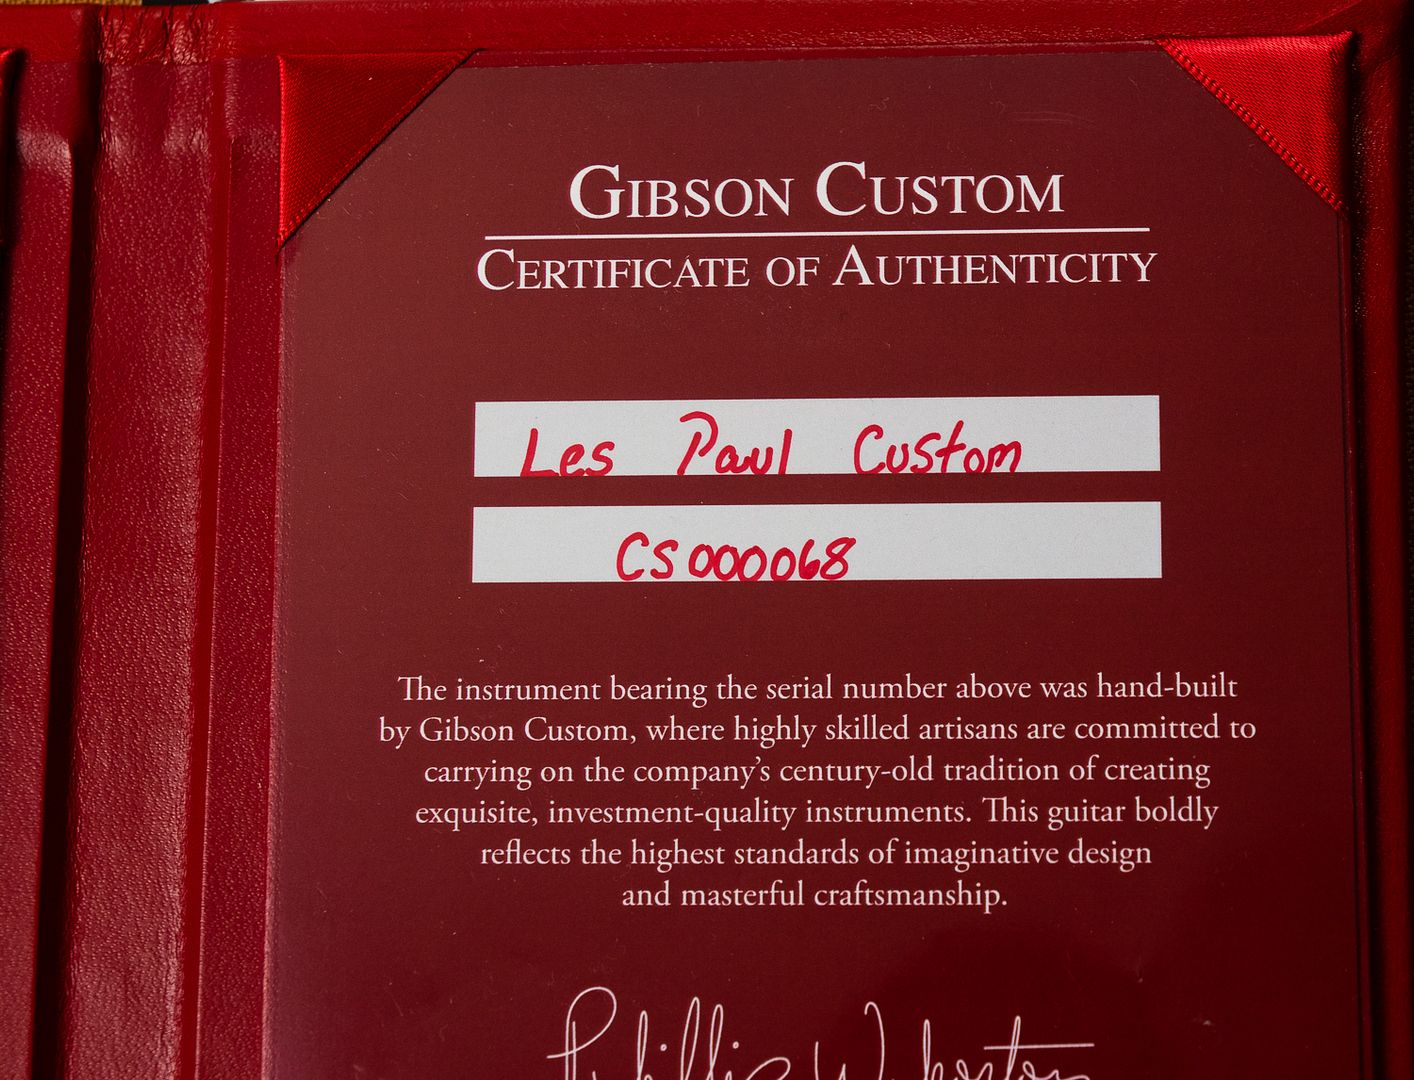 GIBSON CUSTOM
CERTIFICATE OF AUTHENTICITY
Les Paul Custom
CS000068
The instrument bearing the serial number above was hand-built
by Gibson Custom, where highly skilled artisans are committed to
carrying on the company’s century-old tradition of creating
exquisite, investment-quality instruments. This guitar boldly
reflects the highest standards of imaginative design
and masterful craftsmanship.